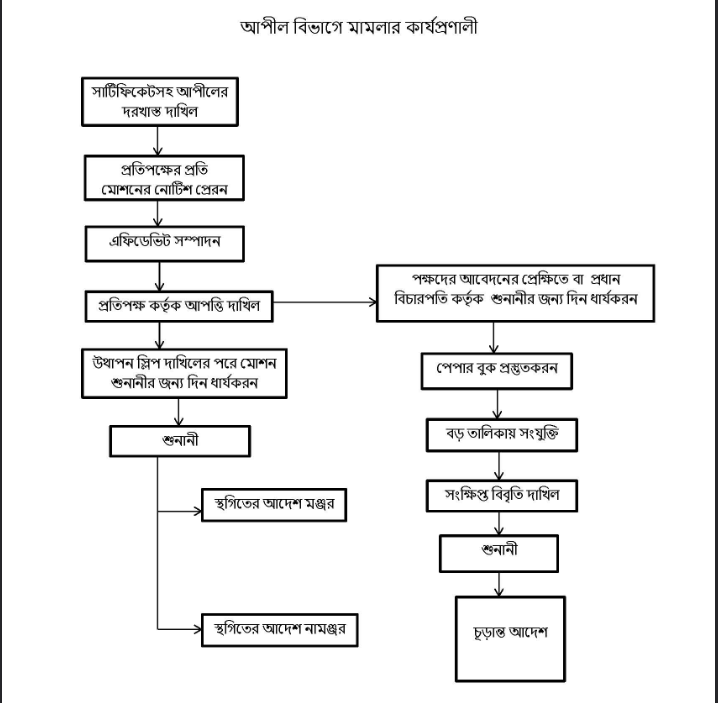 আপীল বিভাগে মামলার কার্যপ্রণালী
সার্টিফিকেটসহ আপীলের
দরখাস্ত দাখিল
প্রতিপক্ষের প্রতি
মোশনের নোটিশ প্রেরন
এফিডেভিট সম্পাদন
প্রতিপক্ষ কর্তৃক আপত্তি দাখিল
উথাপন স্লিপ দাখিলের পরে মোশন
শুনানীর জন্য দিন ধার্যকরন
শুনানী
স্থগিতের আদেশ মঞ্জুর
স্থগিতের আদেশ নামঞ্জুর
পক্ষদের আবেদনের প্রেক্ষিতে বা প্রধান
বিচারপতি কর্তৃক শুনানীর জন্য দিন ধার্যকরন
পেপার বুক প্রস্তুতকরন
বড় তালিকায় সংযুক্তি
সংক্ষিপ্ত বিবৃতি দাখিল
শুনানী
চূড়ান্ত আদেশ